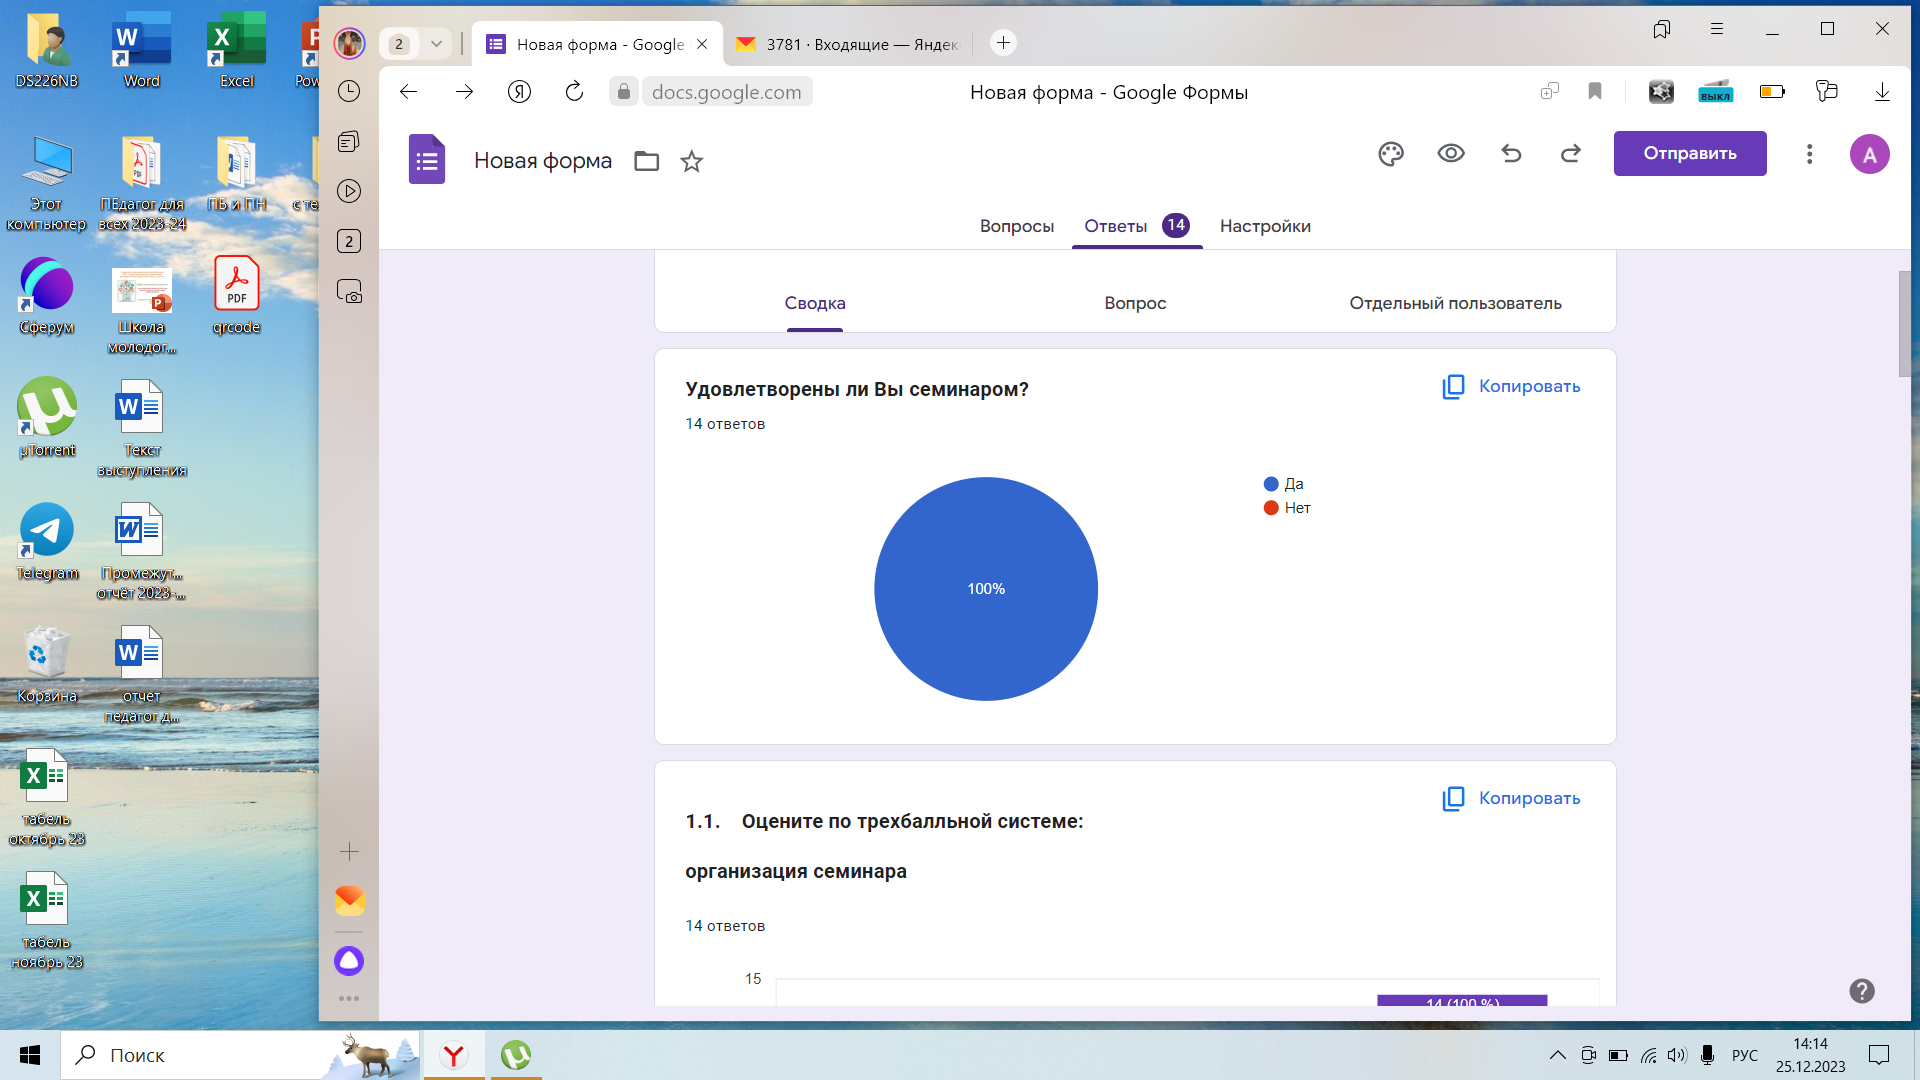 DS226NB
Word
Excel
Этот
компьютер
ПЕдагог для
всех 2023-24
ПБ и ПН
Сферум
Школа
молодог...
PDF
qrcode
µTorrent
Текст
выступления
Telegram
Промежут...
отчёт 2023-...
Корзина
отчет
педагог д...
табель
октябрь 23
табель
ноябрь 23
2
Новая форма - Google
3781 · Входящие — Яндек
docs.google.com
Новая форма - Google Формы
выкл
2
Новая форма
Отправить
A
Вопросы
Ответы 14
Настройки
Сводка
Вопрос
Отдельный пользователь
Удовлетворены ли Вы семинаром?
Копировать
14 ответов
Да
Нет
100%
Копировать
1.1. Оцените по трехбалльной системе:
организация семинара
14 ответов
15
14 (100 %)
Поиск
РУС
14:14
25.12.2023